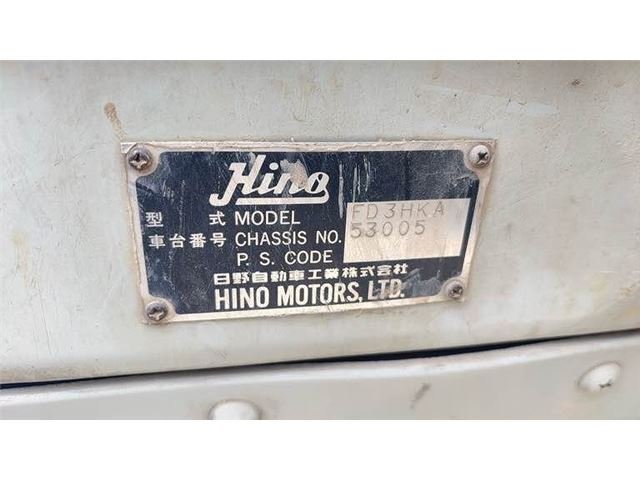 Hino
型 式 MODEL FD3HKA
車台番号 CHASSIS NO. 53005
P. S. CODE
日野自動車工業株式会社
HINO MOTORS, LTD.